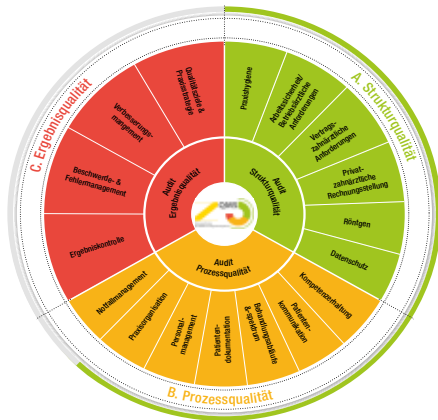 A. Strukturqualität
Praxishygiene
Arbeitssicherheit/
Betriebsärztliche
Anforderungen
Vertrags-
zahnärztliche
Anforderungen
Privat-
zahnärztliche
Rechnungsstellung
Röntgen
Datenschutz
Audit
Strukturqualität
B. Prozessqualität
Kompetenzerhaltung
Patienten-
kommunikation
Behandlungsabläufe
&-spektrum
Patienten-
dokumentation
Personal-
management
Praxisorganisation
Notfallmanagement
Audit
Prozessqualität
C. Ergebnisqualität
Ergebniskontrolle
Beschwerde- &
Fehlermanagement
Verbesserungs-
management
Qualitätsziele &
Praxisstrategie
Audit
Ergebnisqualität